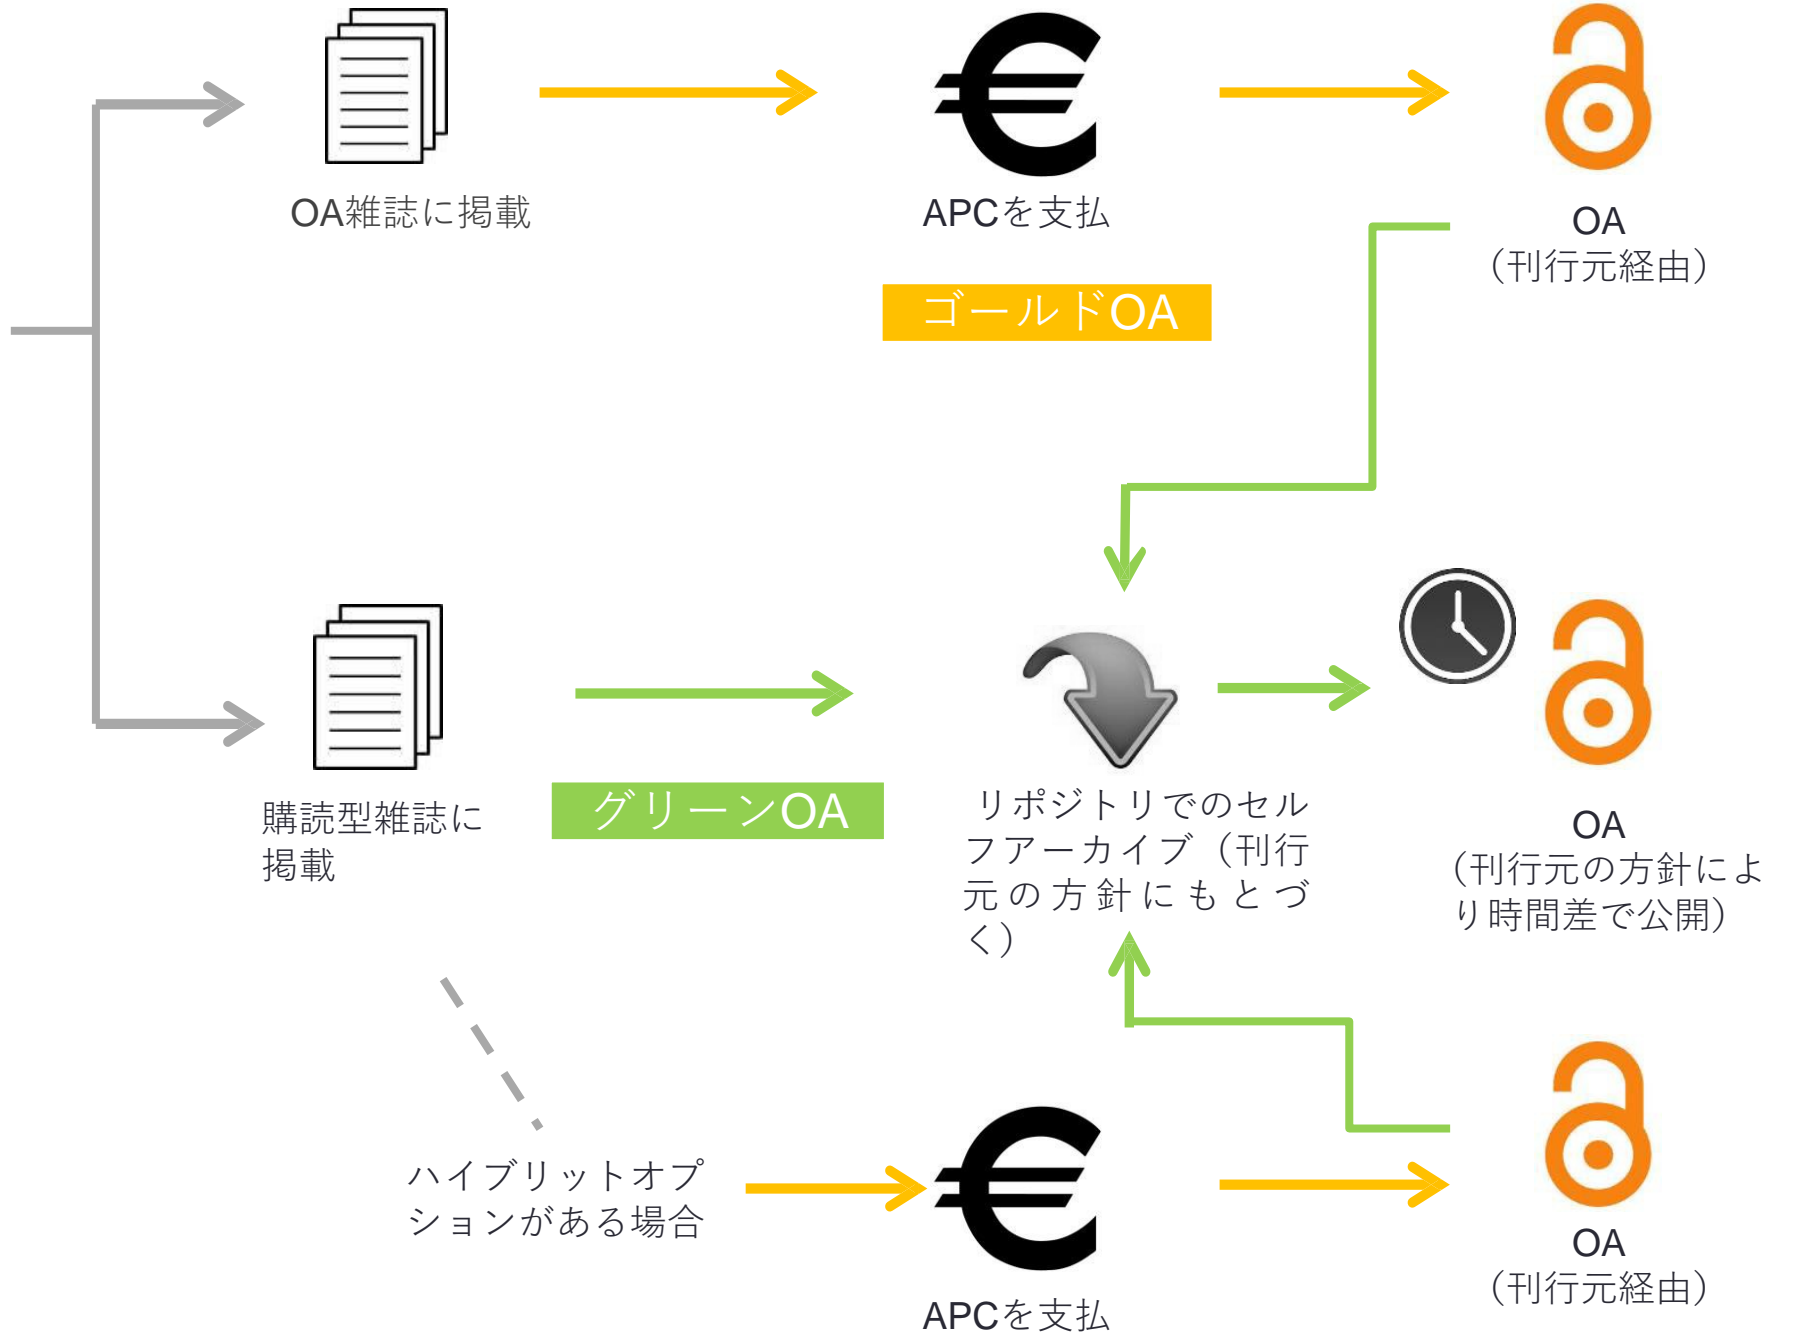 OA雑誌に掲載
APCを支払
OA
（刊行元経由）
ゴールドOA
購読型雑誌に
掲載
グリーンOA
リポジトリでのセル
フアーカイブ（刊行
元の方針にもとづ
く）
OA
（刊行元の方針によ
り時間差で公開）
ハイブリットオプ
ションがある場合
APCを支払
OA
（刊行元経由）